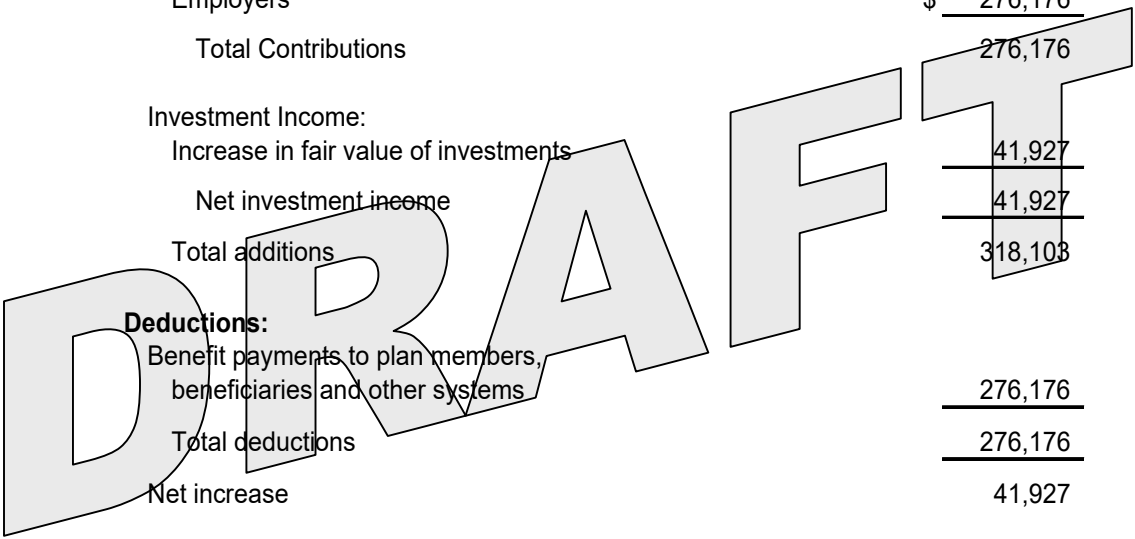 Employers $ 276,176
Total Contributions 276,176
Investment Income:
Increase in fair value of investments 41,927
Net investment income 41,927
Total additions 318,103
Deductions:
Benefit payments to plan members,
beneficiaries and other systems 276,176
Total deductions 276,176
Net increase 41,927
DRAFT